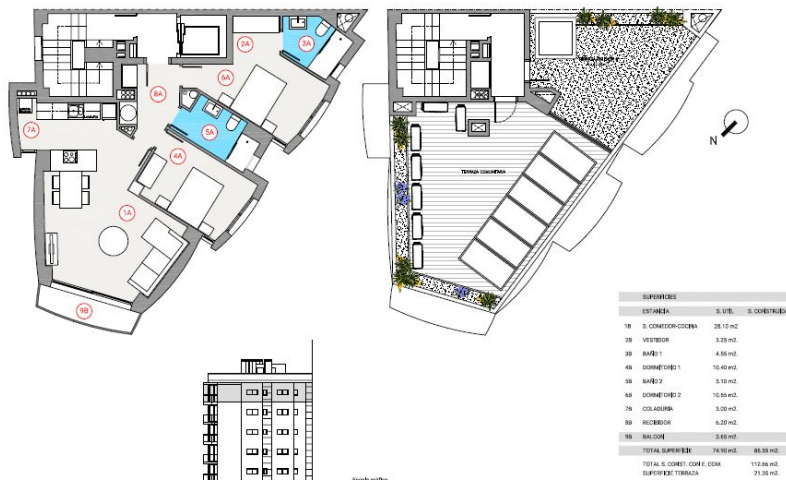 2A
3A
6A
8A
7A
5A
4A
1A
9B
TERRAZA COMUNITARIA
N
SUPERFICIES
ESTANCIA S. UTIL S. CONSTRUIDA
1B S. COMEDOR-COCINA 28.10 m2
2B VESTIDOR 3.25 m2.
3B BAÑO 1 4.55 m2.
4B DORMITORIO 1 10.40 m2.
5B BAÑO 2 5.10 m2.
6B DORMITORIO 2 10.65 m2.
7B COLADURIA 3.00 m2.
8B RECIBIDOR 6.20 m2.
9B BALCON 3.65 m2.
TOTAL SUPERFICIE 74.90 m2. 88.55 m2.
TOTAL S. CONST. CON E. COM. 112.86 m2.
SUPERFICIE TERRAZA 21.35 m2.